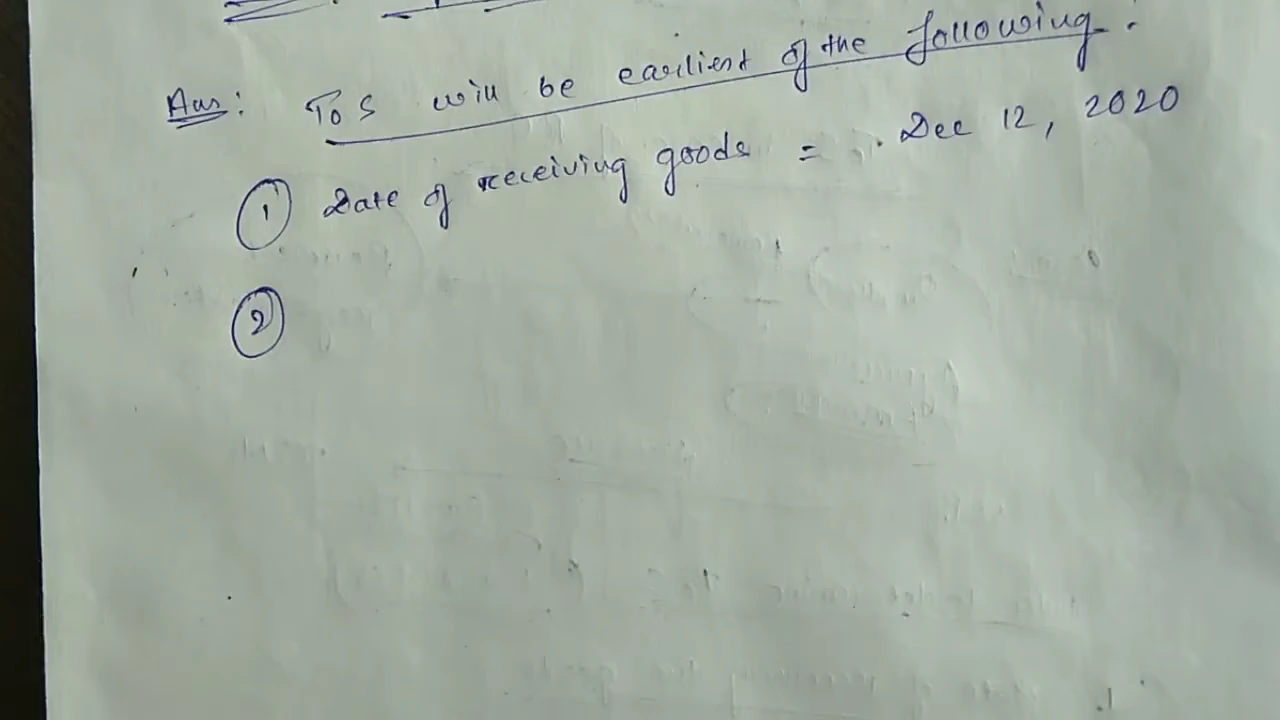 Ans: ToS will be earliest of the following:
① Date of receiving goods = Dec 12, 2020
②